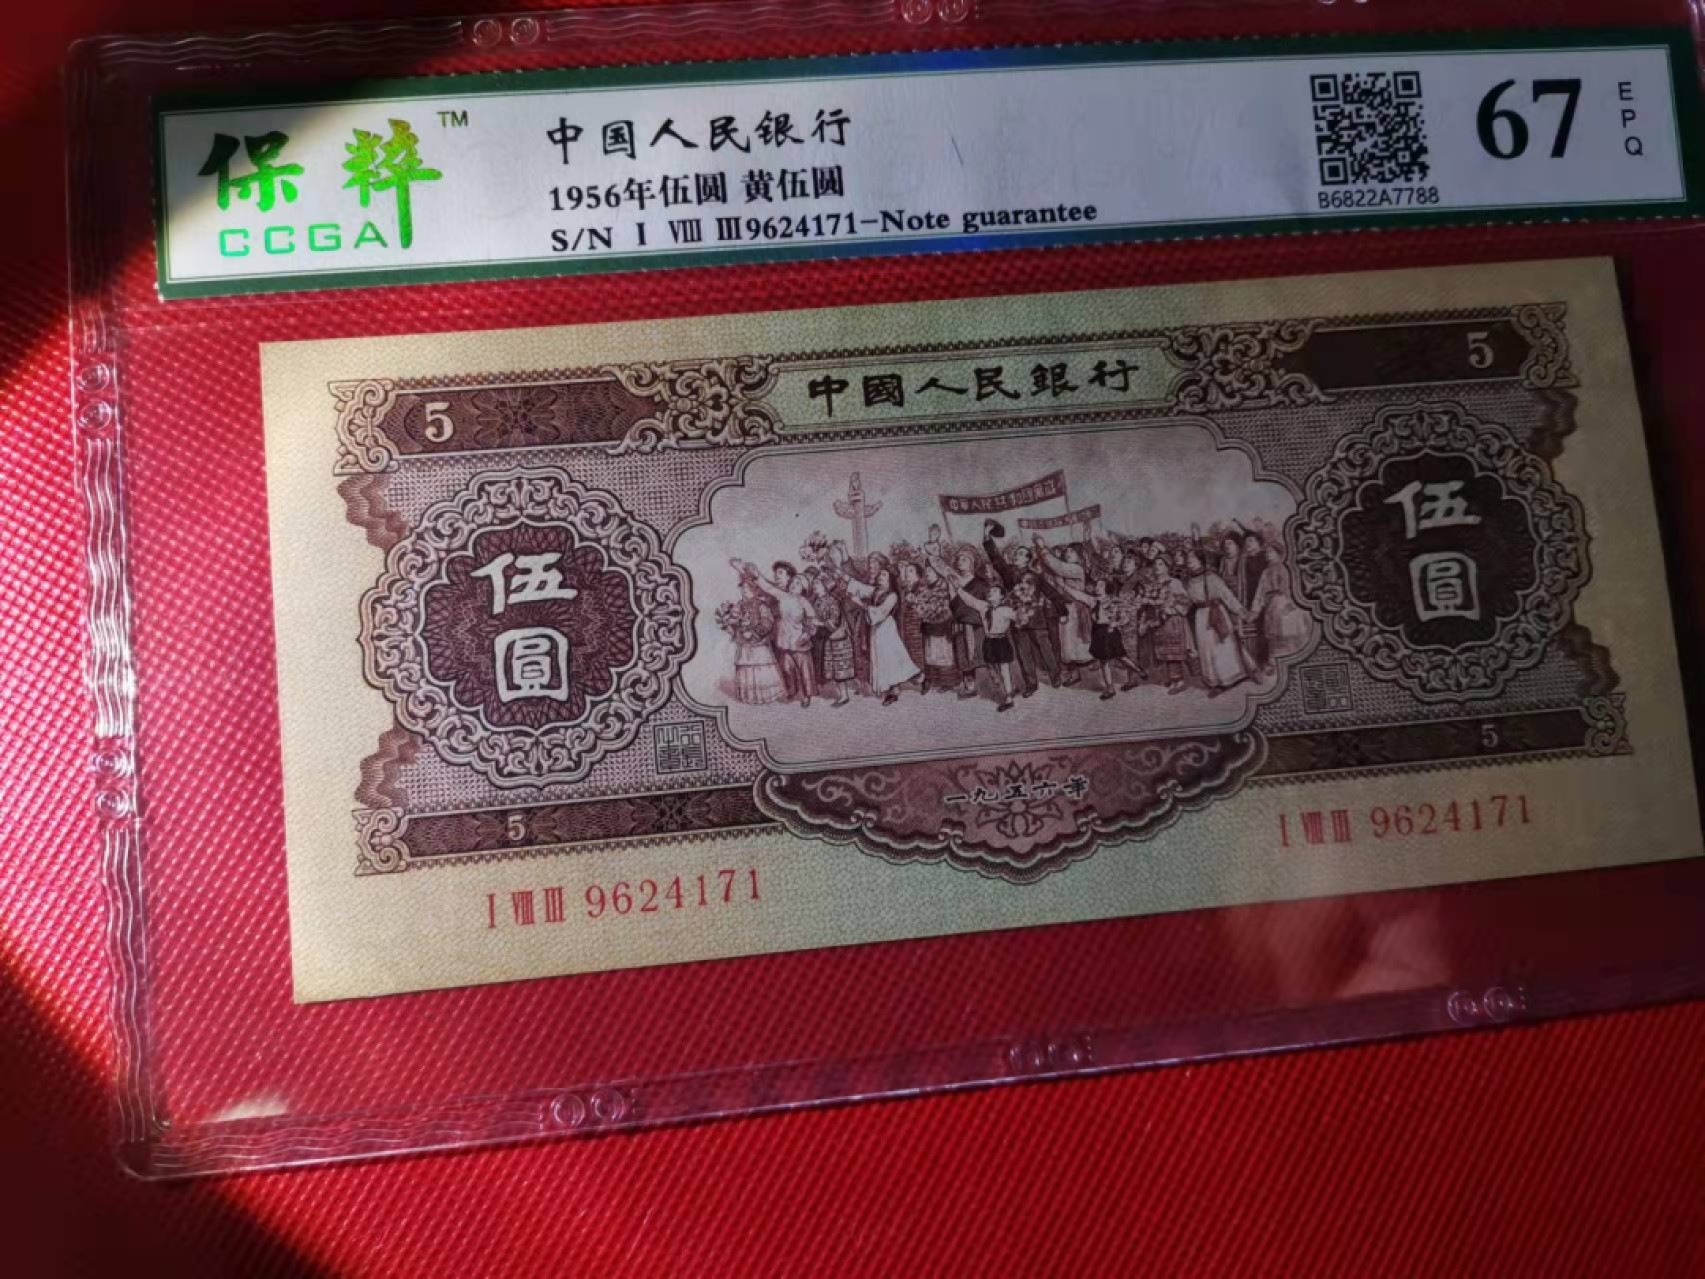 保粹™
CCGA
中国人民银行
1956年伍圆 黄伍圆
S/N Ⅰ Ⅷ Ⅲ9624171-Note guarantee
B6822A7788
67
EPQ
5
中國人民銀行
5
伍圓
伍圓
5
一九五六年
5
Ⅰ Ⅷ Ⅲ 9624171
Ⅰ Ⅷ Ⅲ 9624171